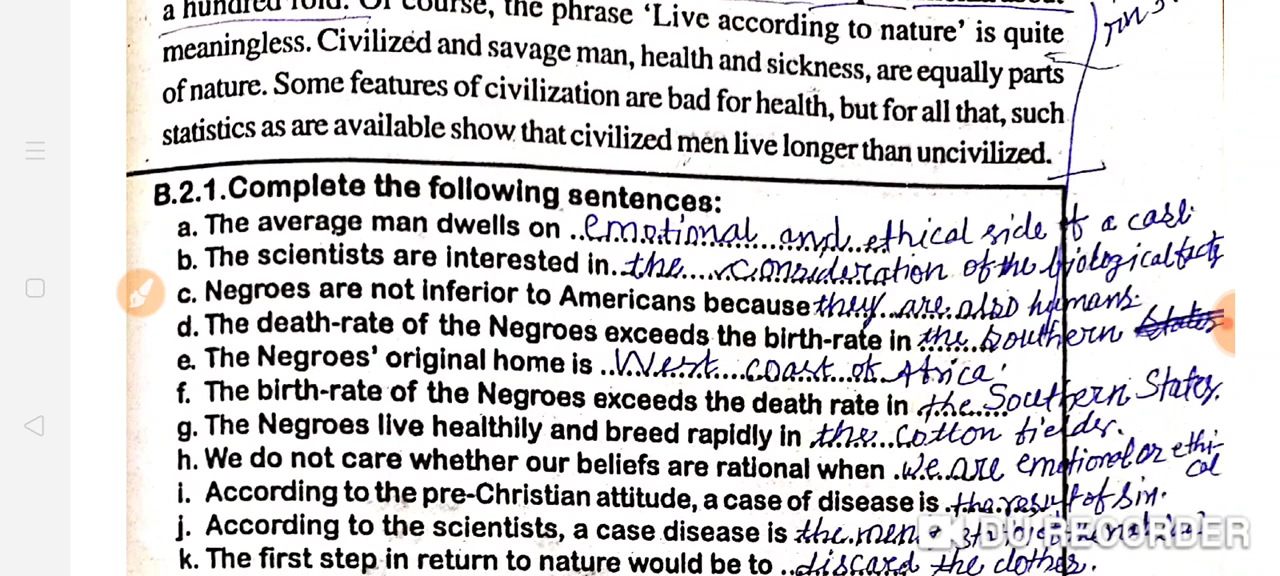 a hundred fold. Of course, the phrase ‘Live according to nature’ is quite
meaningless. Civilized and savage man, health and sickness, are equally parts
of nature. Some features of civilization are bad for health, but for all that, such
statistics as are available show that civilized men live longer than uncivilized.
B.2.1.Complete the following sentences:
a. The average man dwells on ..emotional and ethical side of a case.
b. The scientists are interested in..the consideration of the biological facts
c. Negroes are not inferior to Americans because they are also humans.
d. The death-rate of the Negroes exceeds the birth-rate in the Southern States
e. The Negroes’ original home is ..West coast of Africa.
f. The birth-rate of the Negroes exceeds the death rate in .the Southern States.
g. The Negroes live healthily and breed rapidly in the cotton fields.
h. We do not care whether our beliefs are rational when .we are emotional or ethical
i. According to the pre-Christian attitude, a case of disease is .the result of sin.
j. According to the scientists, a case disease is the
DU RECORDER
k. The first step in return to nature would be to ..discard the clothes.